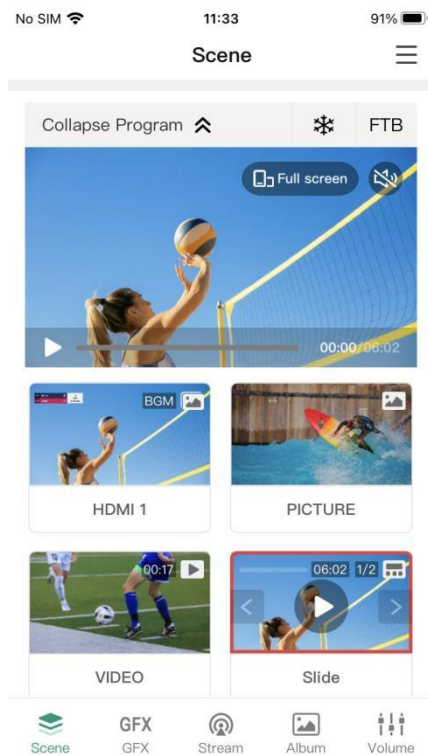 No SIM 11:33 91%
Scene
Collapse Program FTB
Full screen
00:00/06:02
BGM
HDMI 1 PICTURE
00:17 06:02 1/2
VIDEO Slide
GFX
Scene GFX Stream Album Volume